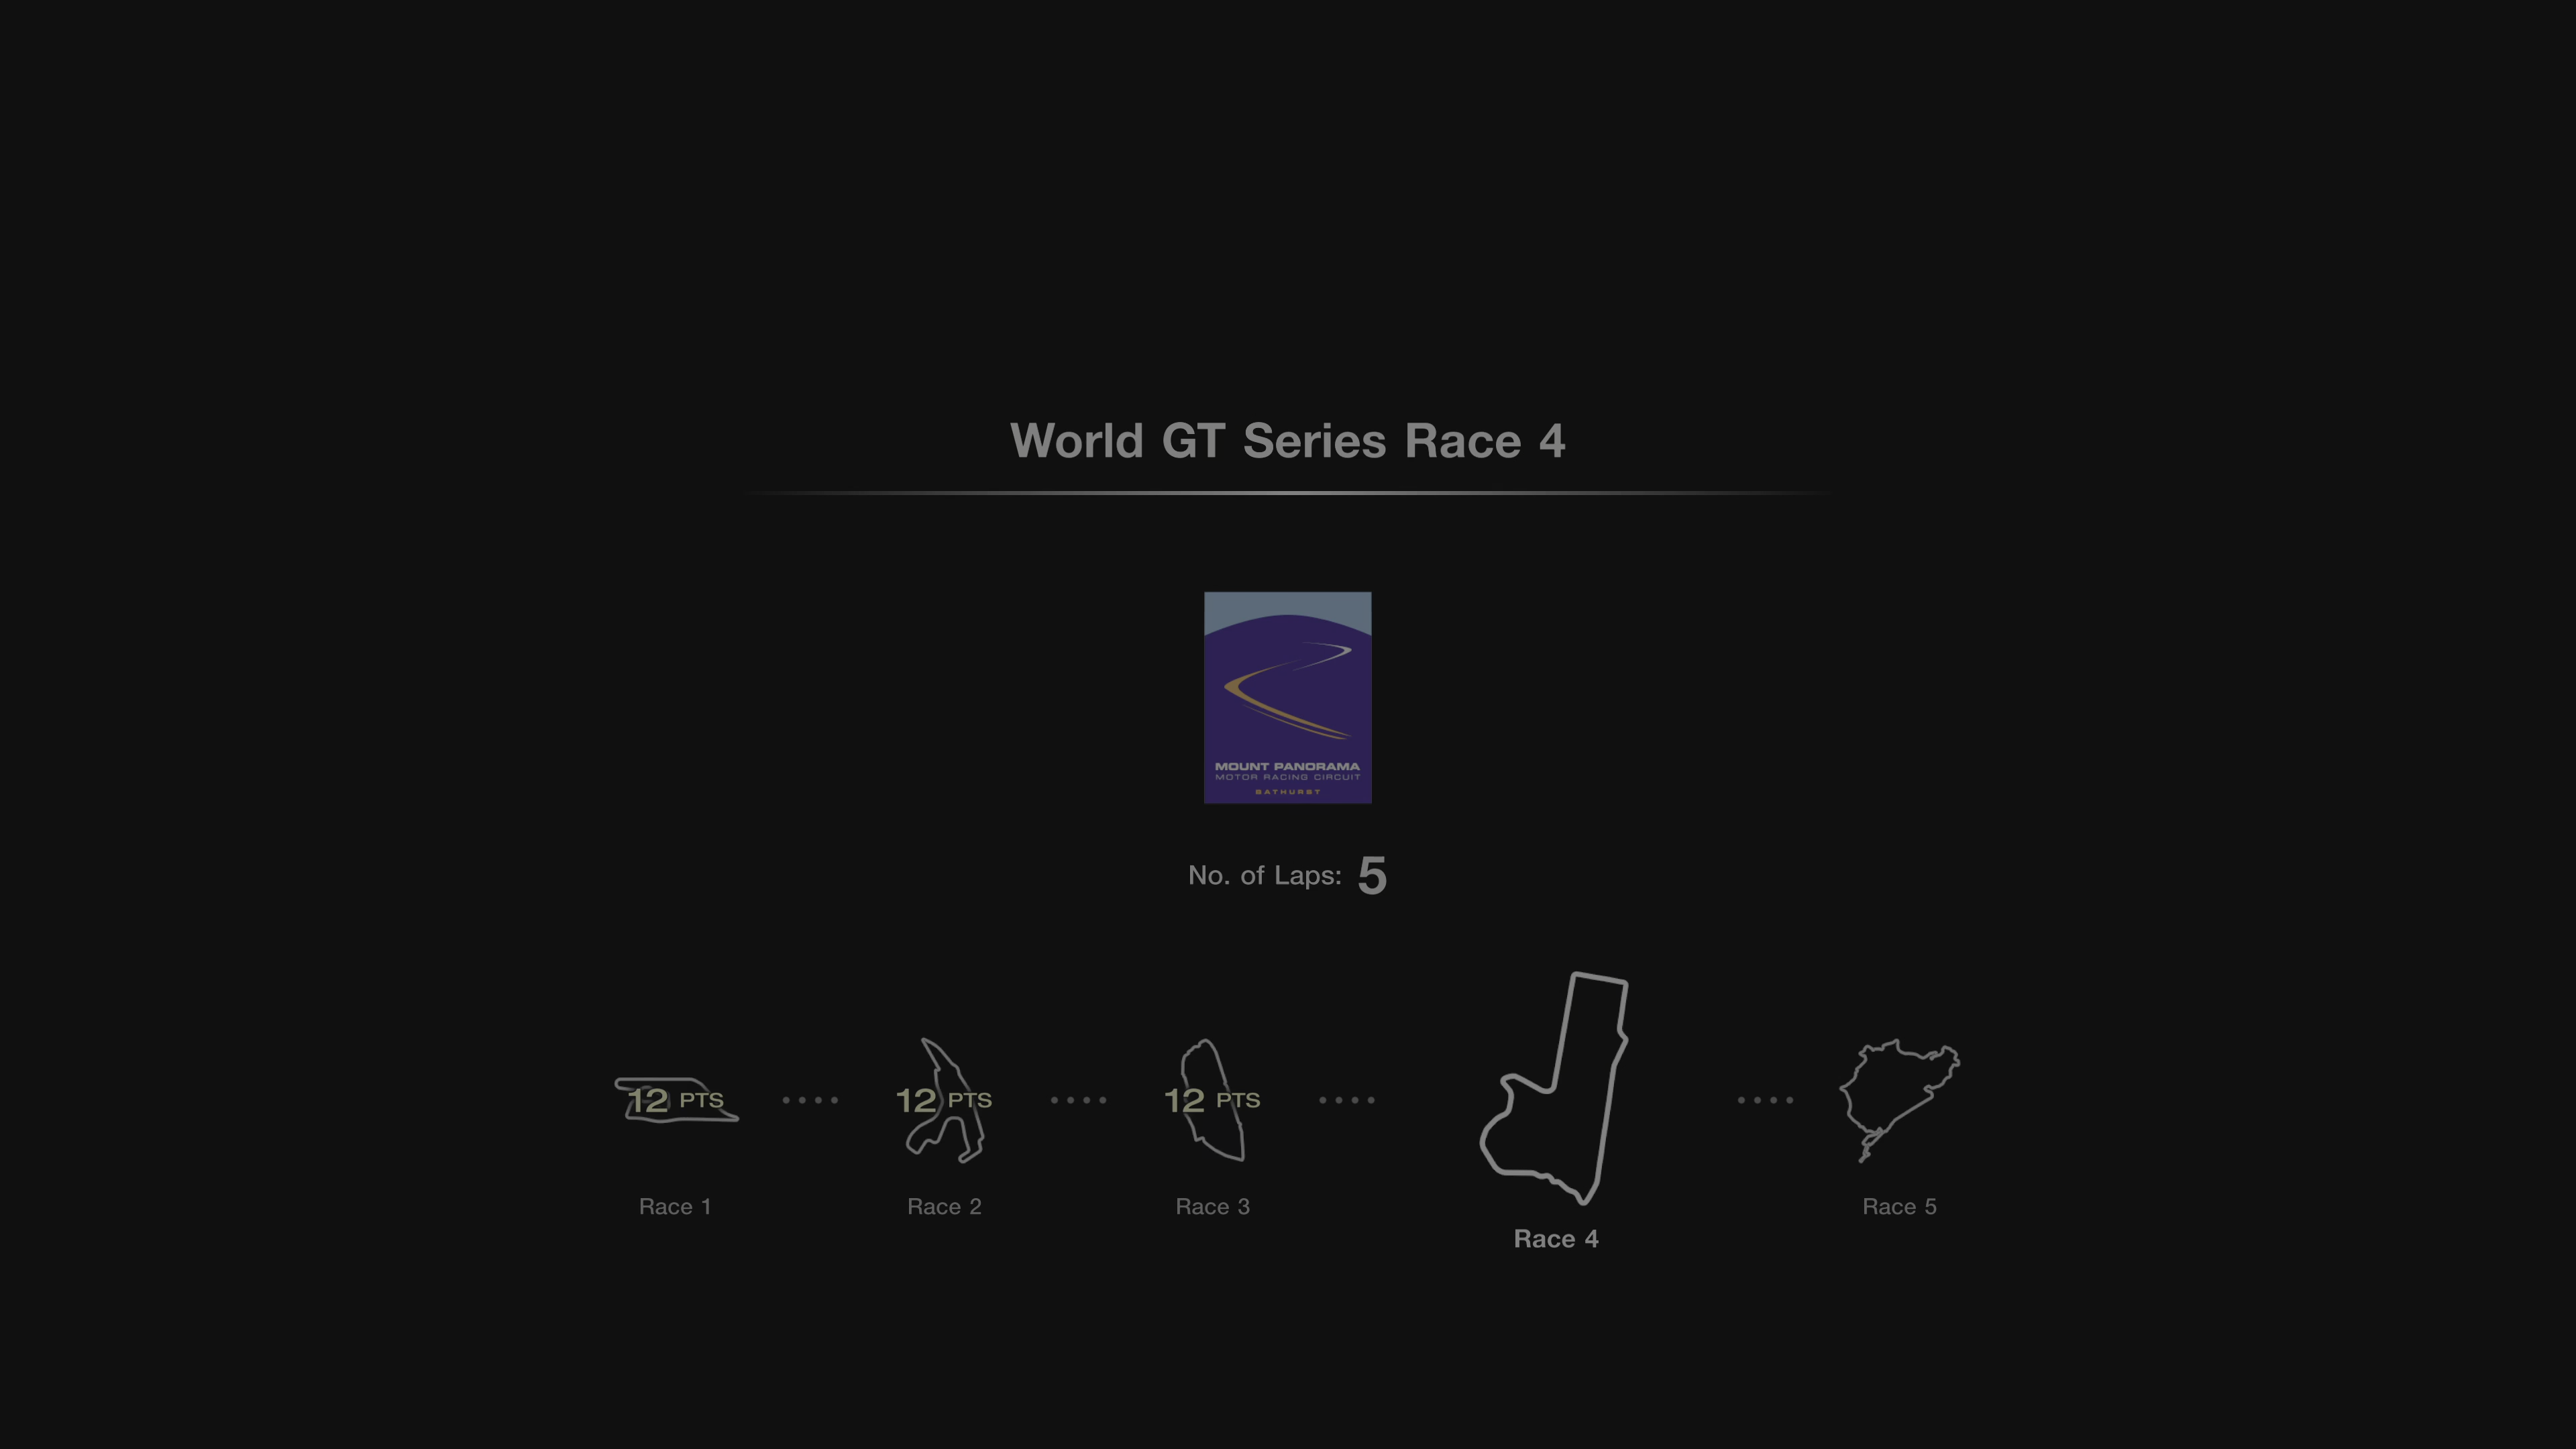 World GT Series Race 4
MOUNT PANORAMA
MOTOR RACING CIRCUIT
BATHURST
No. of Laps: 5
12 PTS
12 PTS
12 PTS
Race 1
Race 2
Race 3
Race 4
Race 5